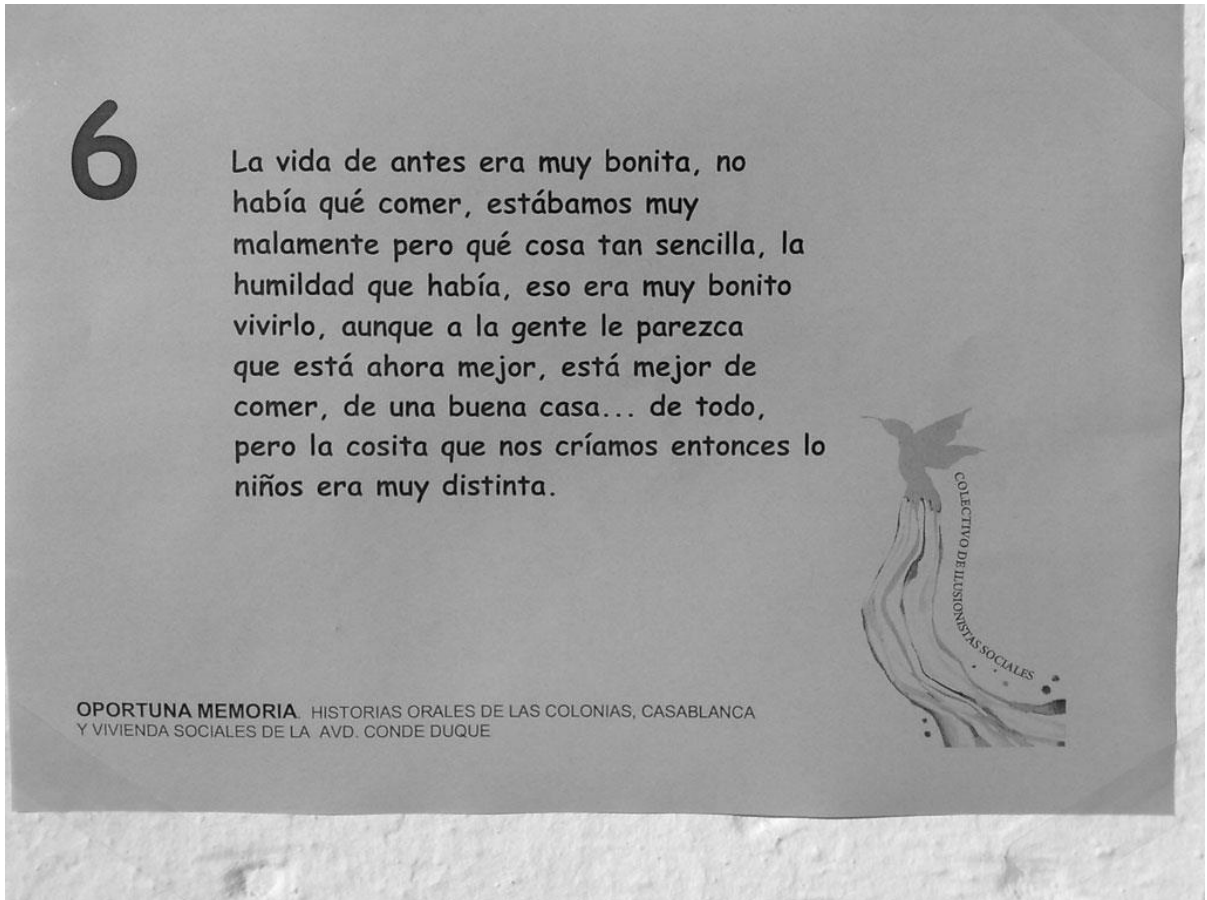 6
La vida de antes era muy bonita, no
había qué comer, estábamos muy
malamente pero qué cosa tan sencilla, la
humildad que había, eso era muy bonito
vivirlo, aunque a la gente le parezca
que está ahora mejor, está mejor de
comer, de una buena casa... de todo,
pero la cosita que nos críamos entonces lo
niños era muy distinta.
COLECTIVO DE ILUSIONISTAS SOCIALES
OPORTUNA MEMORIA. HISTORIAS ORALES DE LAS COLONIAS, CASABLANCA
Y VIVIENDA SOCIALES DE LA AVD. CONDE DUQUE